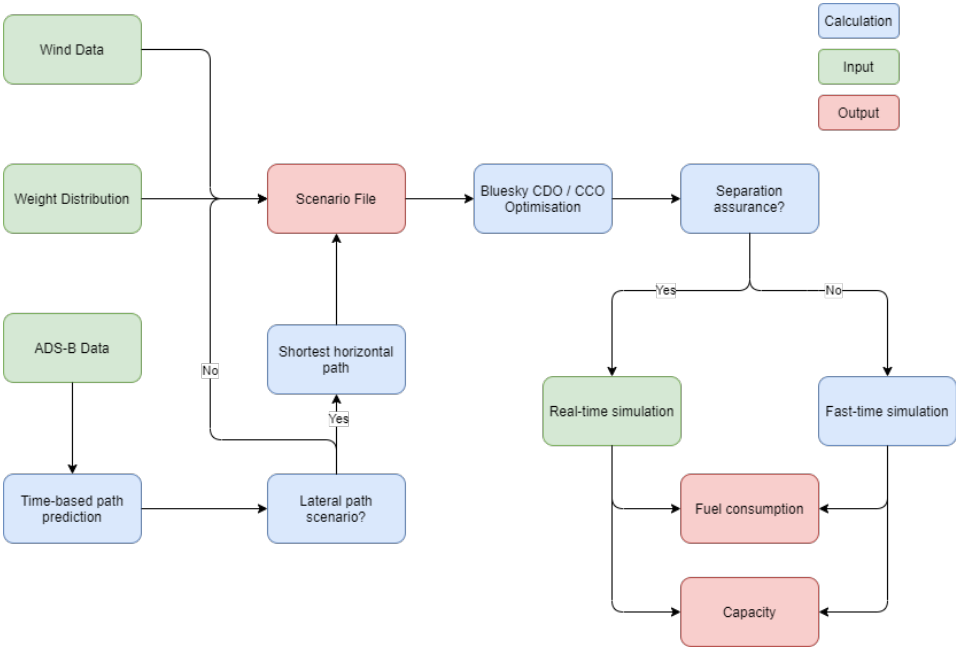 Calculation
Input
Output
Wind Data
Weight Distribution
Scenario File
Bluesky CDO / CCO
Optimisation
Separation
assurance?
Yes
No
ADS-B Data
Shortest horizontal
path
No
Yes
Real-time simulation
Fast-time simulation
Time-based path
prediction
Lateral path
scenario?
Fuel consumption
Capacity